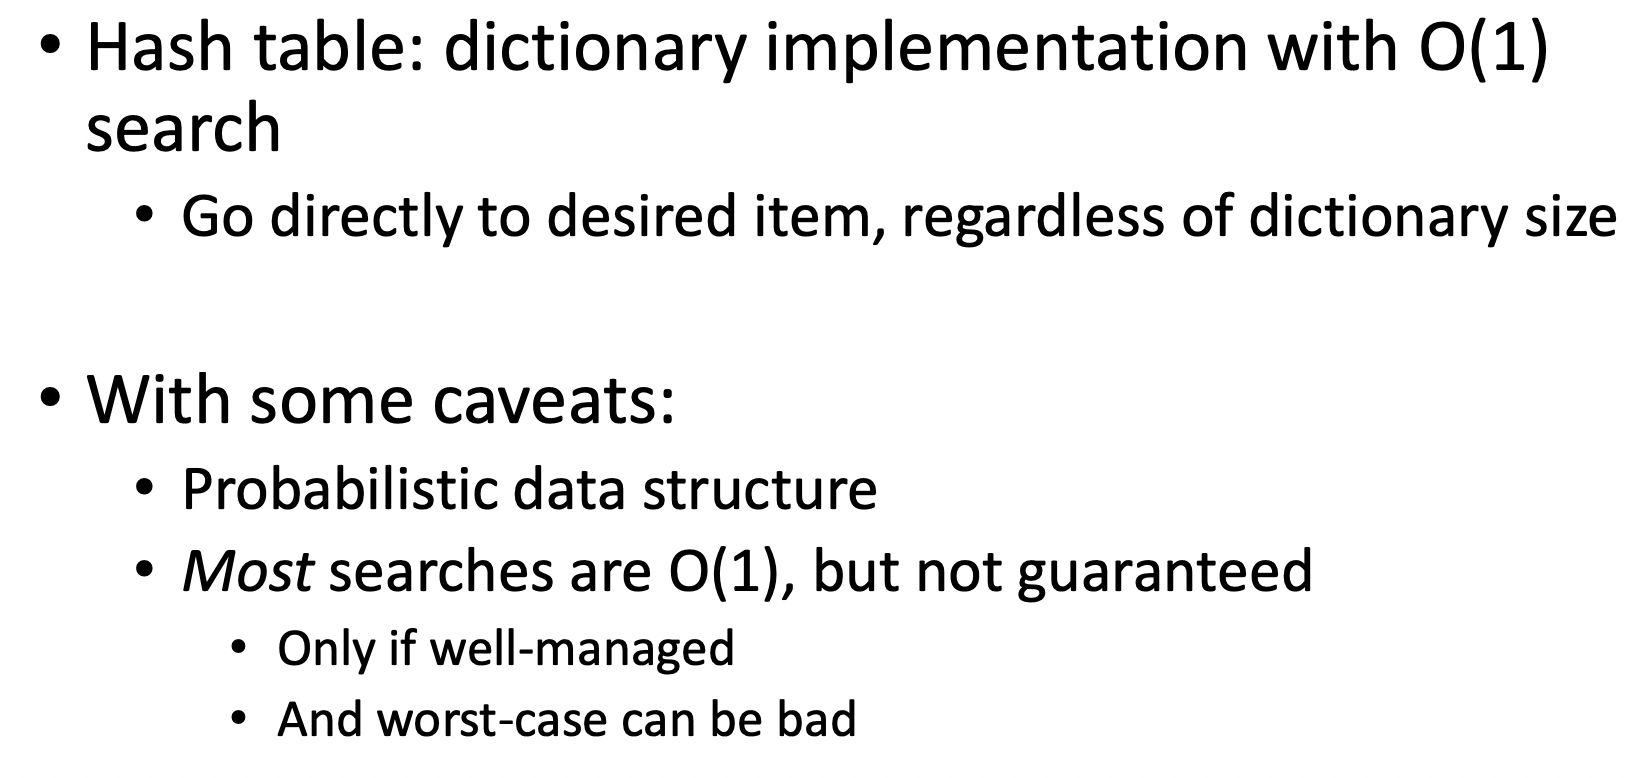 • Hash table: dictionary implementation with O(1)
search
• Go directly to desired item, regardless of dictionary size
• With some caveats:
• Probabilistic data structure
• Most searches are O(1), but not guaranteed
• Only if well-managed
• And worst-case can be bad